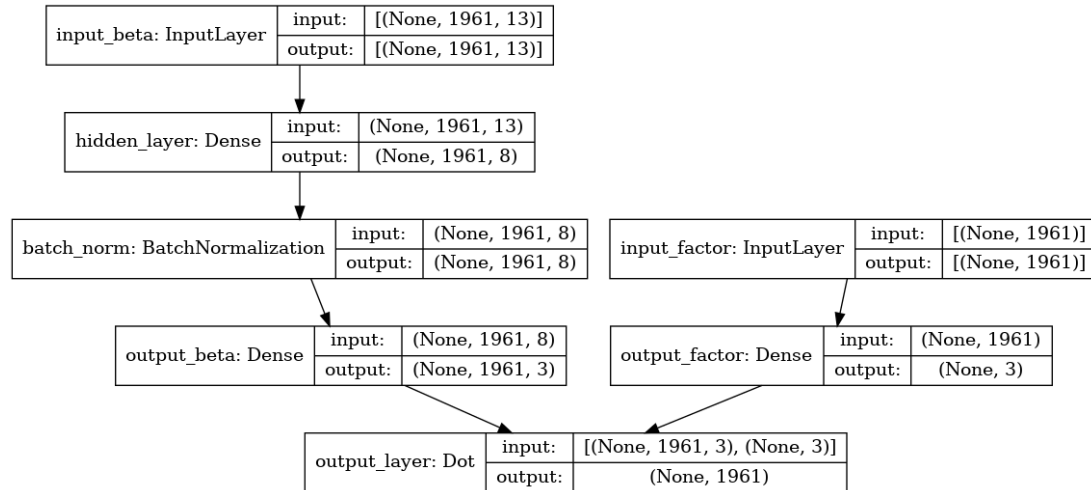 input_beta: InputLayer
input: [(None, 1961, 13)]
output: [(None, 1961, 13)]
hidden_layer: Dense
input: (None, 1961, 13)
output: (None, 1961, 8)
batch_norm: BatchNormalization
input: (None, 1961, 8)
output: (None, 1961, 8)
input_factor: InputLayer
input: [(None, 1961)]
output: [(None, 1961)]
output_beta: Dense
input: (None, 1961, 8)
output: (None, 1961, 3)
output_factor: Dense
input: (None, 1961)
output: (None, 3)
output_layer: Dot
input: [(None, 1961, 3), (None, 3)]
output: (None, 1961)